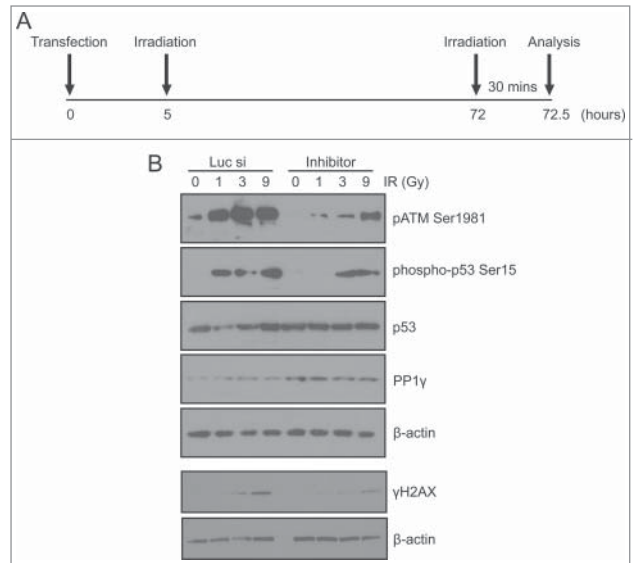 A
Transfection Irradiation Irradiation Analysis
30 mins
0 5 72 72.5 (hours)
B
Luc si Inhibitor
0 1 3 9 0 1 3 9 IR (Gy)
pATM Ser1981
phospho-p53 Ser15
p53
PP1γ
β-actin
γH2AX
β-actin